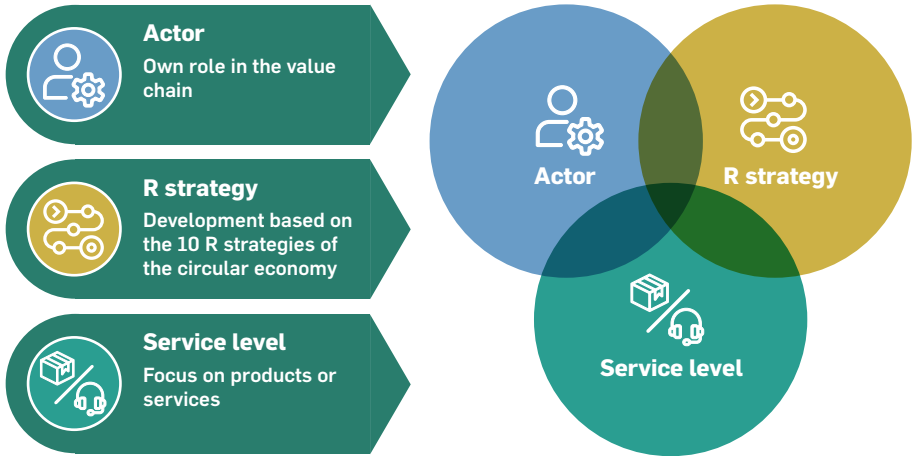 Actor
Own role in the value
chain
R strategy
Development based on
the 10 R strategies of
the circular economy
Service level
Focus on products or
services
Actor
R strategy
Service level